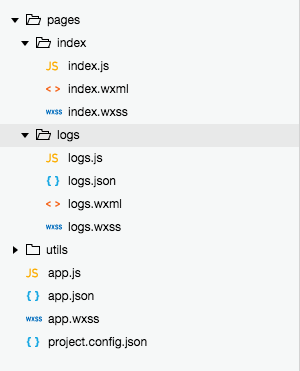 pages
index
JS index.js
< > index.wxml
wxss index.wxss
logs
JS logs.js
{ } logs.json
< > logs.wxml
wxss logs.wxss
utils
JS app.js
{ } app.json
wxss app.wxss
{ } project.config.json